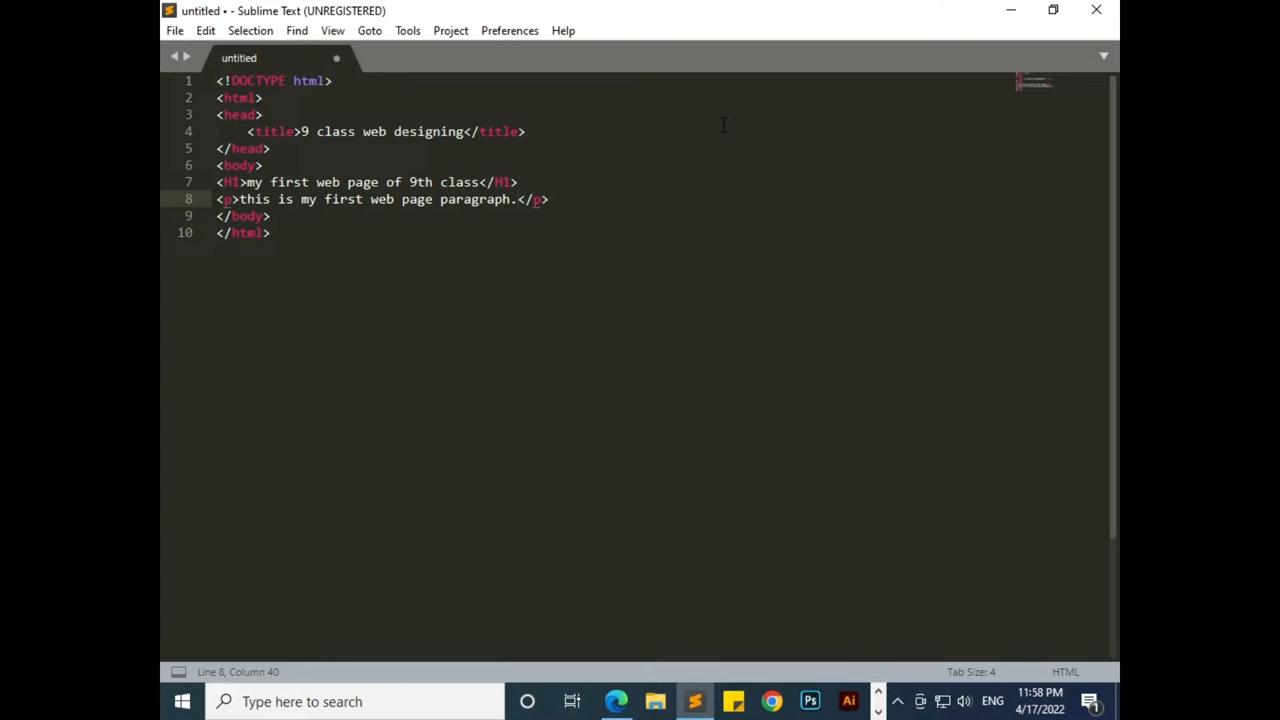 untitled • - Sublime Text (UNREGISTERED)
File Edit Selection Find View Goto Tools Project Preferences Help
untitled
1 <!DOCTYPE html>
2 <html>
3 <head>
4 <title>9 class web designing</title>
5 </head>
6 <body>
7 <H1>my first web page of 9th class</H1>
8 <p>this is my first web page paragraph.</p>
9 </body>
10 </html>
Line 8, Column 40 Tab Size: 4 HTML
Type here to search Ps Ai ENG 11:58 PM
4/17/2022 1